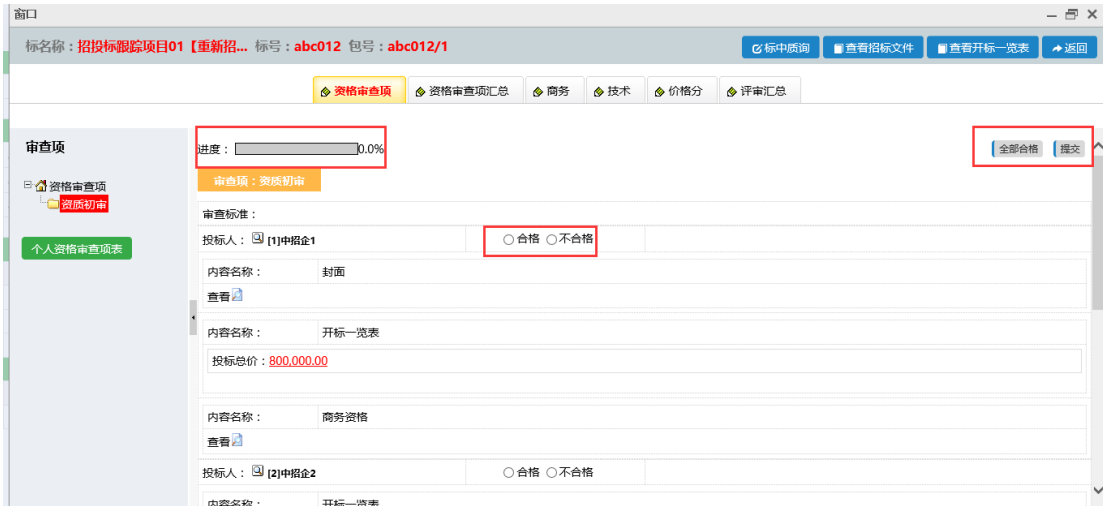 窗口
标名称：招投标跟踪项目01【重新招... 标号：abc012 包号：abc012/1
标中质询 查看招标文件 查看开标一览表 返回
资格审查项 资格审查项汇总 商务 技术 价格分 评审汇总
审查项
资格审查项
资质初审
个人资格审查项表
进度： 0.0%
全部合格 提交
审查项：资质初审
审查标准：
投标人： [1]中招企1 合格 不合格
内容名称： 封面
查看
内容名称： 开标一览表
投标总价：800,000.00
内容名称： 商务资格
查看
投标人： [2]中招企2 合格 不合格
内容名称： 开标一览表